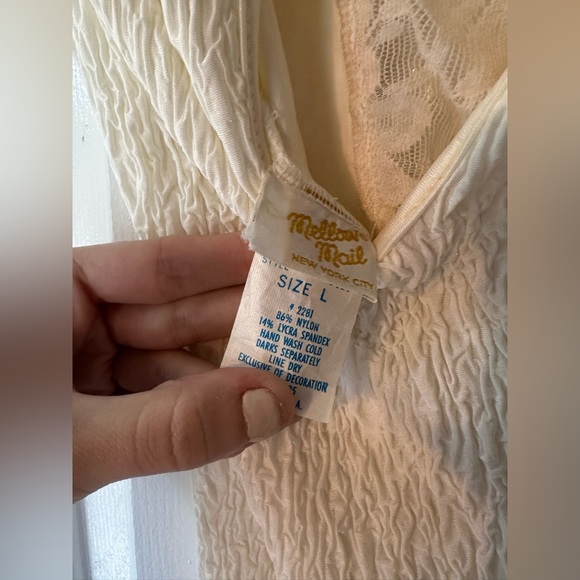 Mellow
Mail
NEW YORK CITY
SIZE L
# 2281
86% NYLON
14% LYCRA SPANDEX
HAND WASH COLD
DARKS SEPARATELY
LINE DRY
EXCLUSIVE OF DECORATION